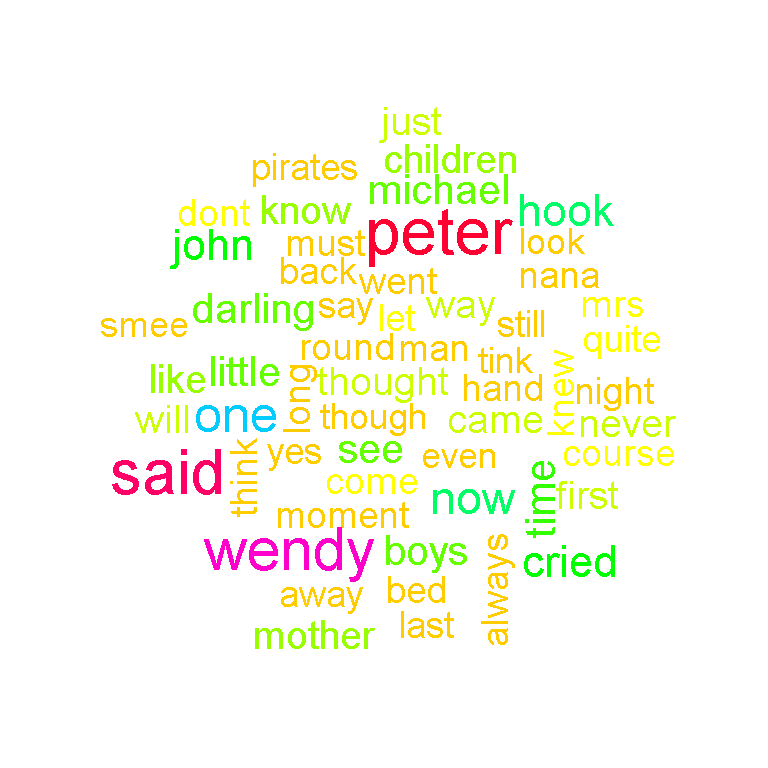 just
children
pirates
michael
dont know
peter hook
john must look
back went nana
darling say let way still mrs
smee quite
round man tink
like little long thought hand knew night
will one though came never
said think yes see even course
come time first
moment now
wendy boys always cried
away bed
mother last